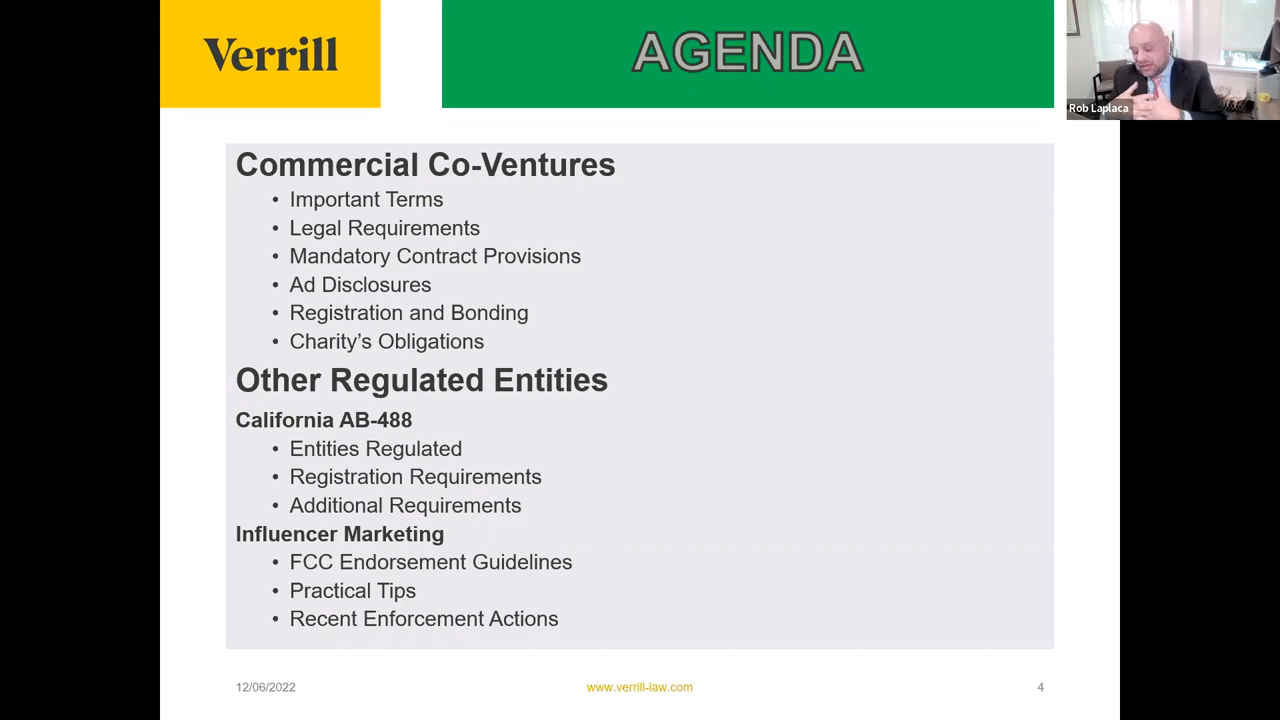 Verrill
AGENDA
Rob Laplaca
Commercial Co-Ventures
• Important Terms
• Legal Requirements
• Mandatory Contract Provisions
• Ad Disclosures
• Registration and Bonding
• Charity’s Obligations
Other Regulated Entities
California AB-488
• Entities Regulated
• Registration Requirements
• Additional Requirements
Influencer Marketing
• FCC Endorsement Guidelines
• Practical Tips
• Recent Enforcement Actions
12/06/2022
www.verrill-law.com
4